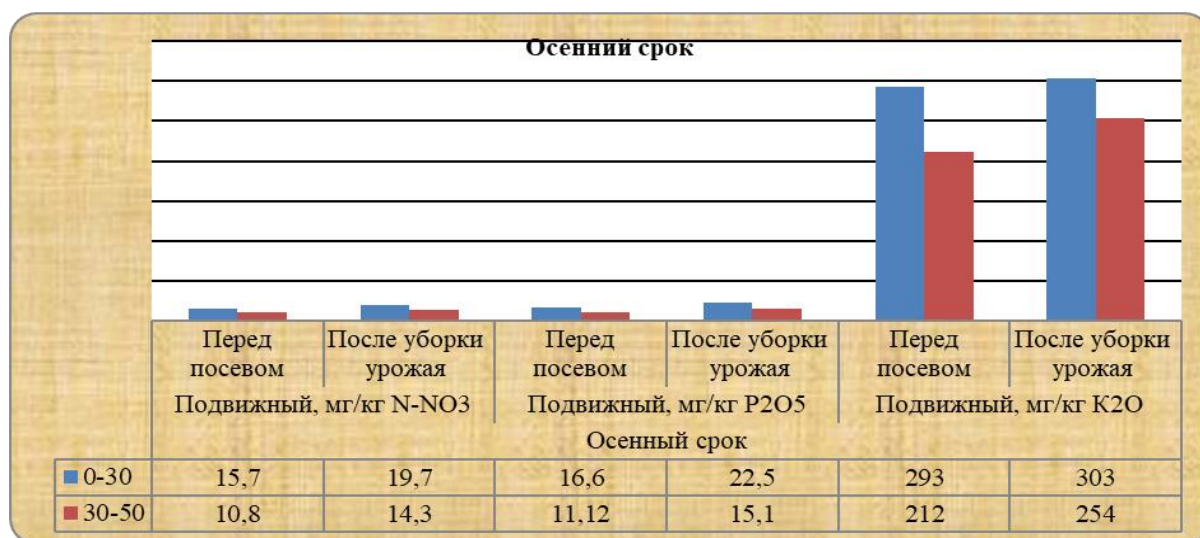 Осенний срок
Перед посевом После уборки урожая Перед посевом После уборки урожая Перед посевом После уборки урожая
Подвижный, мг/кг N-NO3 Подвижный, мг/кг P2O5 Подвижный, мг/кг K2O
Осенный срок
0-30 15,7 19,7 16,6 22,5 293 303
30-50 10,8 14,3 11,12 15,1 212 254